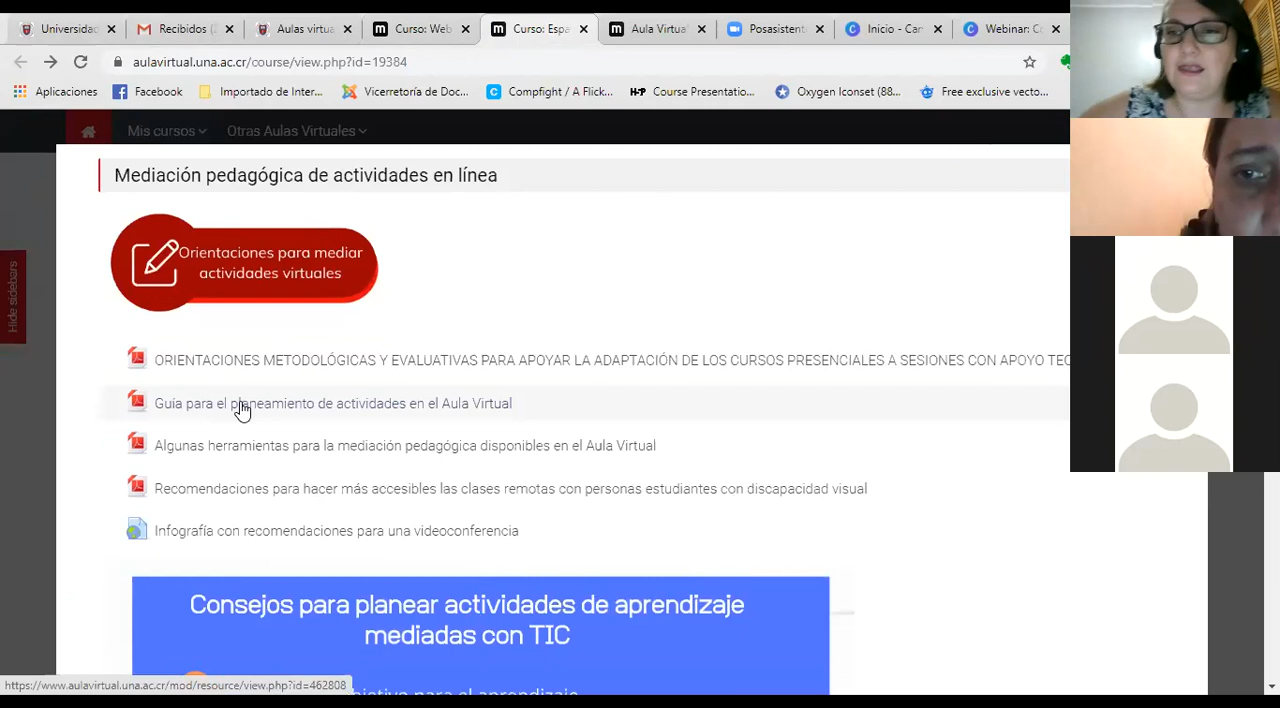 Universida
Recibidos (
Aulas virtua
Curso: Web
Curso: Espa
Aula Virtual
Posasistent
Inicio - Can
Webinar: C
aulavirtual.una.ac.cr/course/view.php?id=19384
Aplicaciones
Facebook
Importado de Inter...
Vicerretoría de Doc...
Compfight / A Flick...
Course Presentatio...
Oxygen Iconset (88...
Free exclusive vecto...
Mis cursos
Otras Aulas Virtuales
Hide sidebars
Mediación pedagógica de actividades en línea
Orientaciones para mediar
actividades virtuales
ORIENTACIONES METODOLÓGICAS Y EVALUATIVAS PARA APOYAR LA ADAPTACIÓN DE LOS CURSOS PRESENCIALES A SESIONES CON APOYO TEC
Guía para el planeamiento de actividades en el Aula Virtual
Algunas herramientas para la mediación pedagógica disponibles en el Aula Virtual
Recomendaciones para hacer más accesibles las clases remotas con personas estudiantes con discapacidad visual
Infografía con recomendaciones para una videoconferencia
Consejos para planear actividades de aprendizaje
mediadas con TIC
para el aprendizaje
https://www.aulavirtual.una.ac.cr/mod/resource/view.php?id=462808